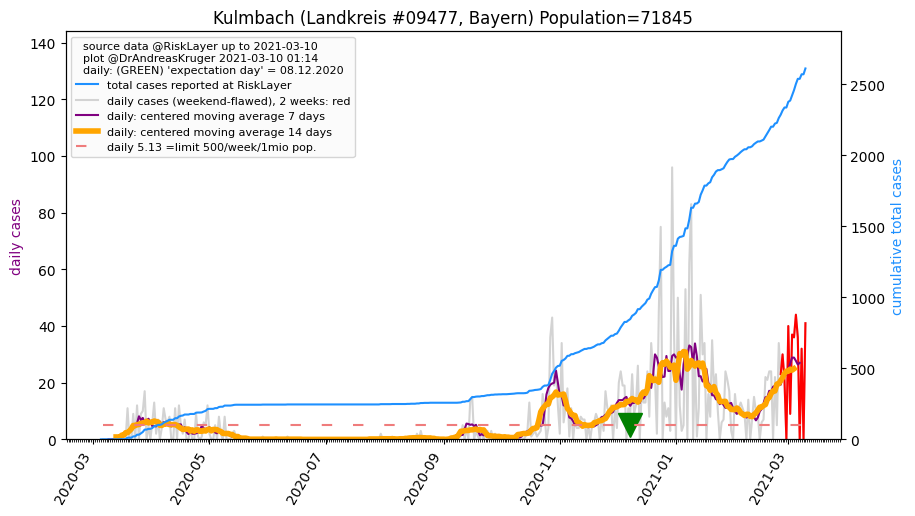 Kulmbach (Landkreis #09477, Bayern) Population=71845
source data @RiskLayer up to 2021-03-10
plot @DrAndreasKruger 2021-03-10 01:14
daily: (GREEN) 'expectation day' = 08.12.2020
total cases reported at RiskLayer
daily cases (weekend-flawed), 2 weeks: red
daily: centered moving average 7 days
daily: centered moving average 14 days
daily 5.13 =limit 500/week/1mio pop.
daily cases
140
120
100
80
60
40
20
0
cumulative total cases
2500
2000
1500
1000
500
0
2020-03
2020-05
2020-07
2020-09
2020-11
2021-01
2021-03